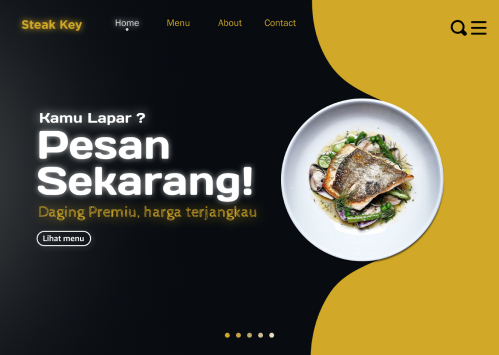 Steak Key
Home Menu About Contact
Kamu Lapar ?
Pesan
Sekarang!
Daging Premiu, harga terjangkau
Lihat menu